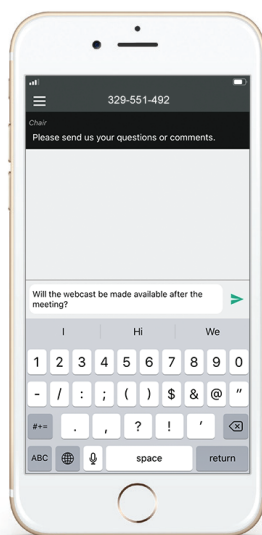 329-551-492
Chair
Please send us your questions or comments.
Will the webcast be made available after the
meeting?
I Hi We
1 2 3 4 5 6 7 8 9 0
- / : ; ( ) $ & @ "
#+= . , ? ! '
ABC space return